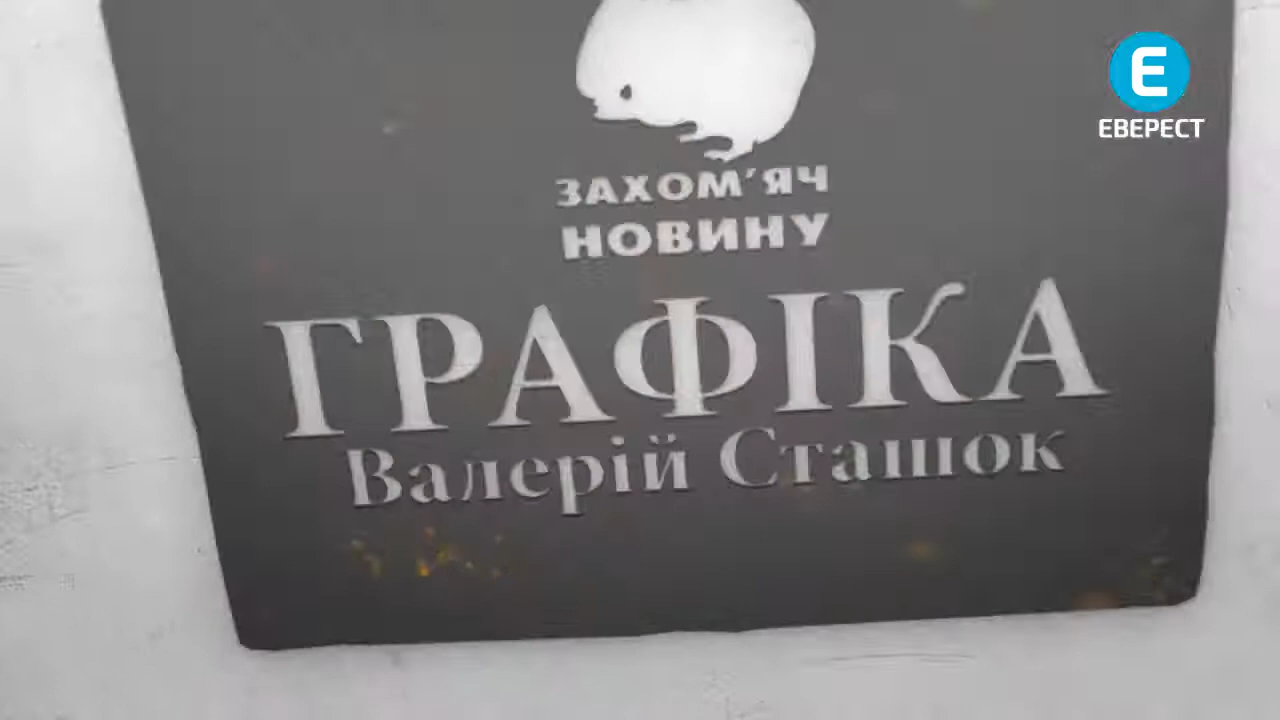 Е
ЕВЕРЕСТ
ЗАХОМ'ЯЧ
НОВИНУ
ГРАФІКА
Валерій Сташок